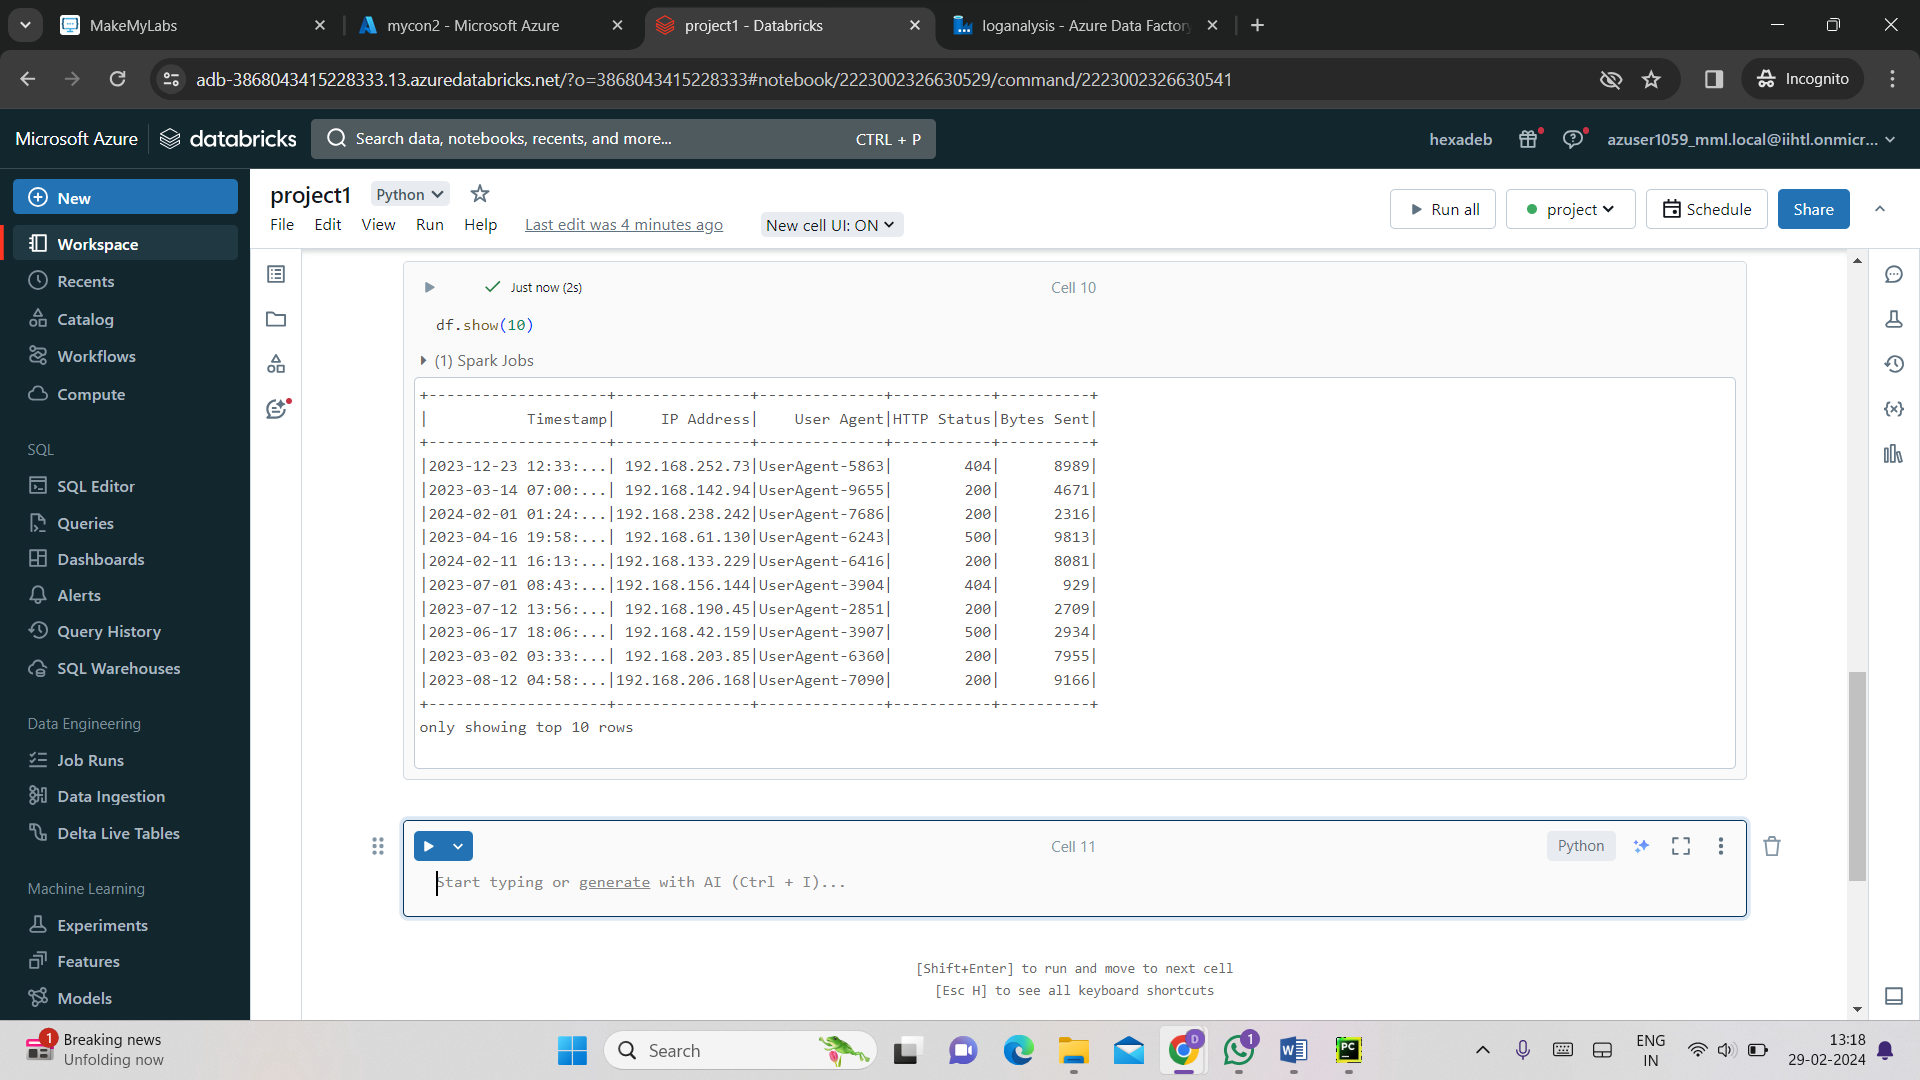 MakeMyLabs
mycon2 - Microsoft Azure
project1 - Databricks
loganalysis - Azure Data Factory
adb-3868043415228333.13.azuredatabricks.net/?o=3868043415228333#notebook/2223002326630529/command/2223002326630541
Incognito
Microsoft Azure
databricks
Search data, notebooks, recents, and more...
CTRL + P
hexadeb
azuser1059_mml.local@iihtl.onmicr...
New
Workspace
Recents
Catalog
Workflows
Compute
SQL
SQL Editor
Queries
Dashboards
Alerts
Query History
SQL Warehouses
Data Engineering
Job Runs
Data Ingestion
Delta Live Tables
Machine Learning
Experiments
Features
Models
project1
Python
File Edit View Run Help
Last edit was 4 minutes ago
New cell UI: ON
Run all
project
Schedule
Share
Just now (2s)
Cell 10
df.show(10)
(1) Spark Jobs
+--------------------+---------------+--------------+-----------+----------+
|           Timestamp|     IP Address|    User Agent|HTTP Status|Bytes Sent|
+--------------------+---------------+--------------+-----------+----------+
|2023-12-23 12:33:...| 192.168.252.73|UserAgent-5863|        404|      8989|
|2023-03-14 07:00:...| 192.168.142.94|UserAgent-9655|        200|      4671|
|2024-02-01 01:24:...|192.168.238.242|UserAgent-7686|        200|      2316|
|2023-04-16 19:58:...| 192.168.61.130|UserAgent-6243|        500|      9813|
|2024-02-11 16:13:...|192.168.133.229|UserAgent-6416|        200|      8081|
|2023-07-01 08:43:...|192.168.156.144|UserAgent-3904|        404|       929|
|2023-07-12 13:56:...| 192.168.190.45|UserAgent-2851|        200|      2709|
|2023-06-17 18:06:...| 192.168.42.159|UserAgent-3907|        500|      2934|
|2023-03-02 03:33:...| 192.168.203.85|UserAgent-6360|        200|      7955|
|2023-08-12 04:58:...|192.168.206.168|UserAgent-7090|        200|      9166|
+--------------------+---------------+--------------+-----------+----------+
only showing top 10 rows
Cell 11
Python
Start typing or generate with AI (Ctrl + I)...
[Shift+Enter] to run and move to next cell
[Esc H] to see all keyboard shortcuts
1
Breaking news
Unfolding now
Search
D
1
PC
ENG
IN
13:18
29-02-2024